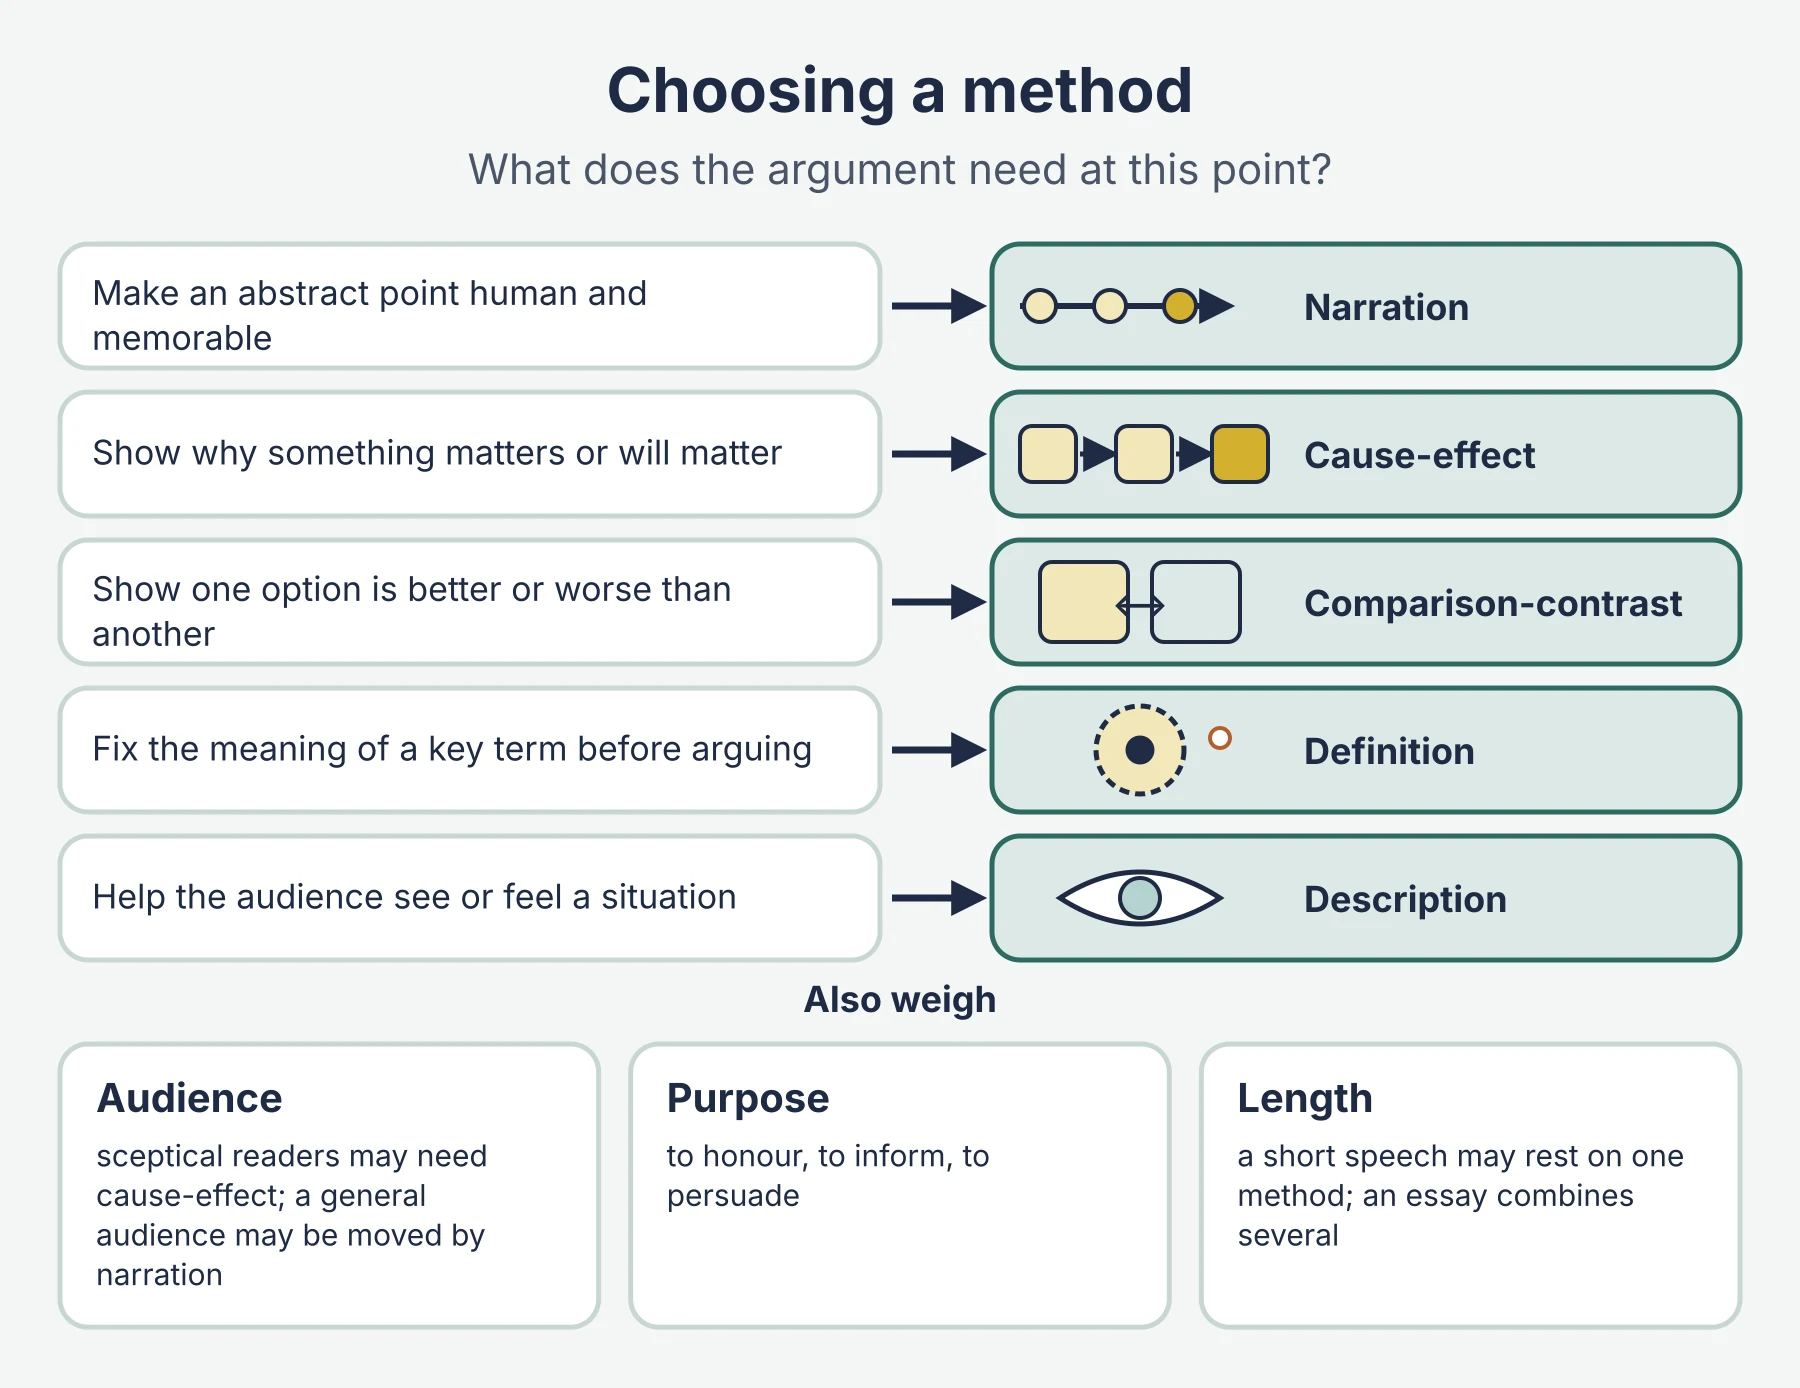 Choosing a method
What does the argument need at this point?
Make an abstract point human and
memorable
Narration
Show why something matters or will matter
Cause-effect
Show one option is better or worse than
another
Comparison-contrast
Fix the meaning of a key term before arguing
Definition
Help the audience see or feel a situation
Description
Also weigh
Audience
sceptical readers may need
cause-effect; a general
audience may be moved by
narration
Purpose
to honour, to inform, to
persuade
Length
a short speech may rest on one
method; an essay combines
several